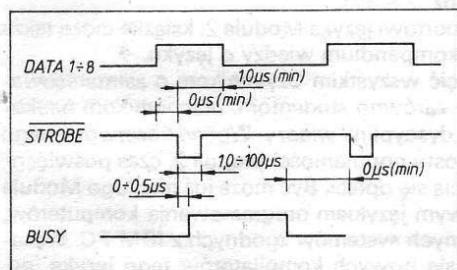 DATA 1÷8
1,0µs (min)
0µs (min)
STROBE
1,0÷100µs
0µs(min)
0÷0,5µs
BUSY